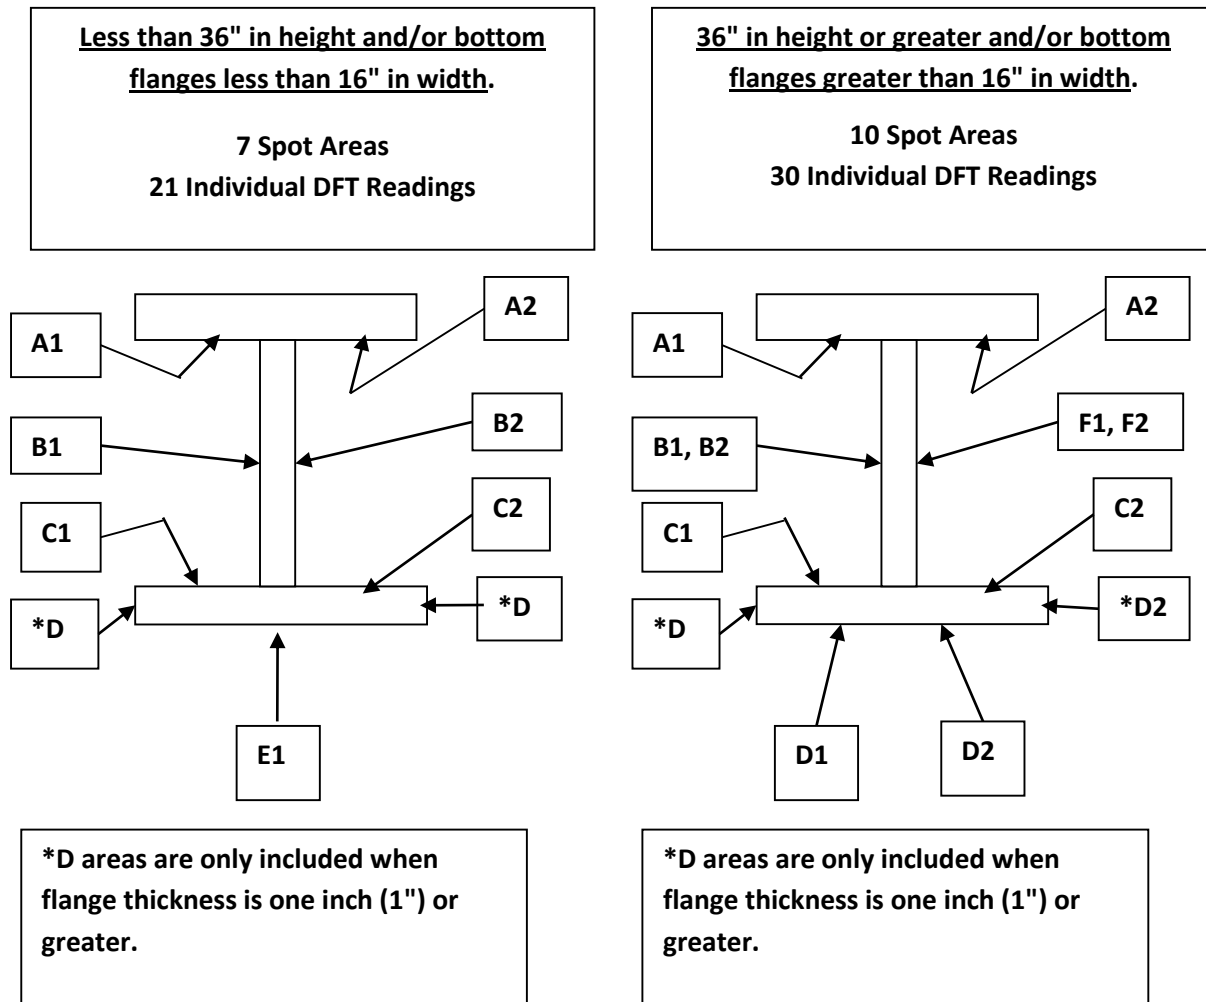 Less than 36" in height and/or bottom
flanges less than 16" in width.
7 Spot Areas
21 Individual DFT Readings
36" in height or greater and/or bottom
flanges greater than 16" in width.
10 Spot Areas
30 Individual DFT Readings
A1
A2
B1
B2
C1
C2
*D
*D
E1
A1
A2
B1, B2
F1, F2
C1
C2
*D
*D2
D1
D2
*D areas are only included when
flange thickness is one inch (1") or
greater.
*D areas are only included when
flange thickness is one inch (1") or
greater.